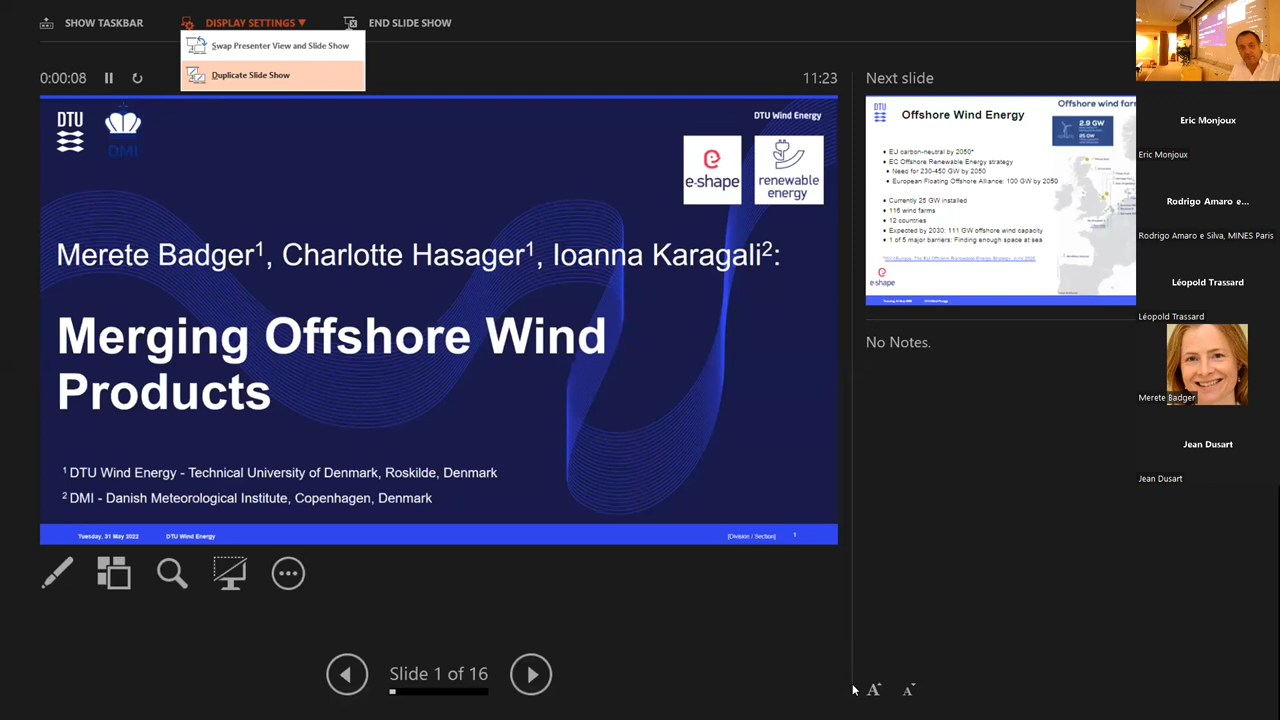 SHOW TASKBAR
DISPLAY SETTINGS ▼
END SLIDE SHOW
Swap Presenter View and Slide Show
Duplicate Slide Show
0:00:08
11:23
DTU
DMI
DTU Wind Energy
e-shape
renewable
energy
Merete Badger1, Charlotte Hasager1, Ioanna Karagali2:
Merging Offshore Wind
Products
1 DTU Wind Energy - Technical University of Denmark, Roskilde, Denmark
2 DMI - Danish Meteorological Institute, Copenhagen, Denmark
Tuesday, 31 May 2022
DTU Wind Energy
[Division / Section]
1
Slide 1 of 16
Next slide
DTU
Offshore Wind Energy
Offshore wind farm
2.9 GW
25 GW
• EU carbon-neutral by 2050*
• EC Offshore Renewable Energy strategy
• Need for 230-450 GW by 2050
• European Floating Offshore Alliance: 100 GW by 2050
• Currently 25 GW installed
• 116 wind farms
• 12 countries
• Expected by 2030: 111 GW offshore wind capacity
• 1 of 5 major barriers: Finding enough space at sea
e-shape
No Notes.
A
A
Eric Monjoux
Eric Monjoux
Rodrigo Amaro e...
Rodrigo Amaro e Silva, MINES Paris
Léopold Trassard
Léopold Trassard
Merete Badger
Jean Dusart
Jean Dusart